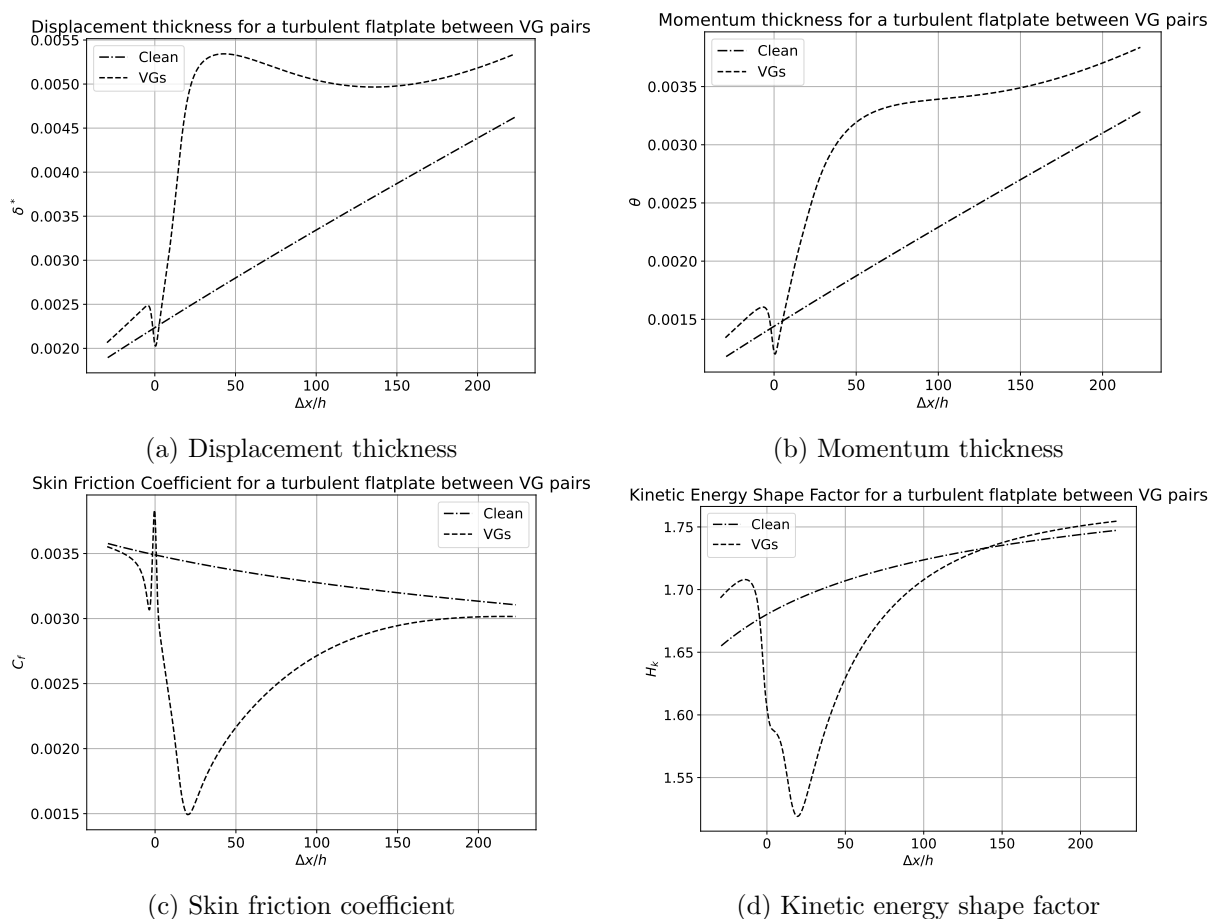 Displacement thickness for a turbulent flatplate between VG pairs
0.0055
0.0050
0.0045
0.0040
0.0035
0.0030
0.0025
0.0020
δ*
Clean
VGs
0 50 100 150 200
Δx/h
(a) Displacement thickness
Momentum thickness for a turbulent flatplate between VG pairs
0.0035
0.0030
0.0025
0.0020
0.0015
θ
Clean
VGs
0 50 100 150 200
Δx/h
(b) Momentum thickness
Skin Friction Coefficient for a turbulent flatplate between VG pairs
0.0035
0.0030
0.0025
0.0020
0.0015
C_f
Clean
VGs
0 50 100 150 200
Δx/h
(c) Skin friction coefficient
Kinetic Energy Shape Factor for a turbulent flatplate between VG pairs
1.75
1.70
1.65
1.60
1.55
H_k
Clean
VGs
0 50 100 150 200
Δx/h
(d) Kinetic energy shape factor